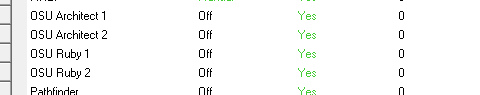 OSU Architect 1 Off Yes 0
OSU Architect 2 Off Yes 0
OSU Ruby 1 Off Yes 0
OSU Ruby 2 Off Yes 0
Pathfinder Off Yes 0